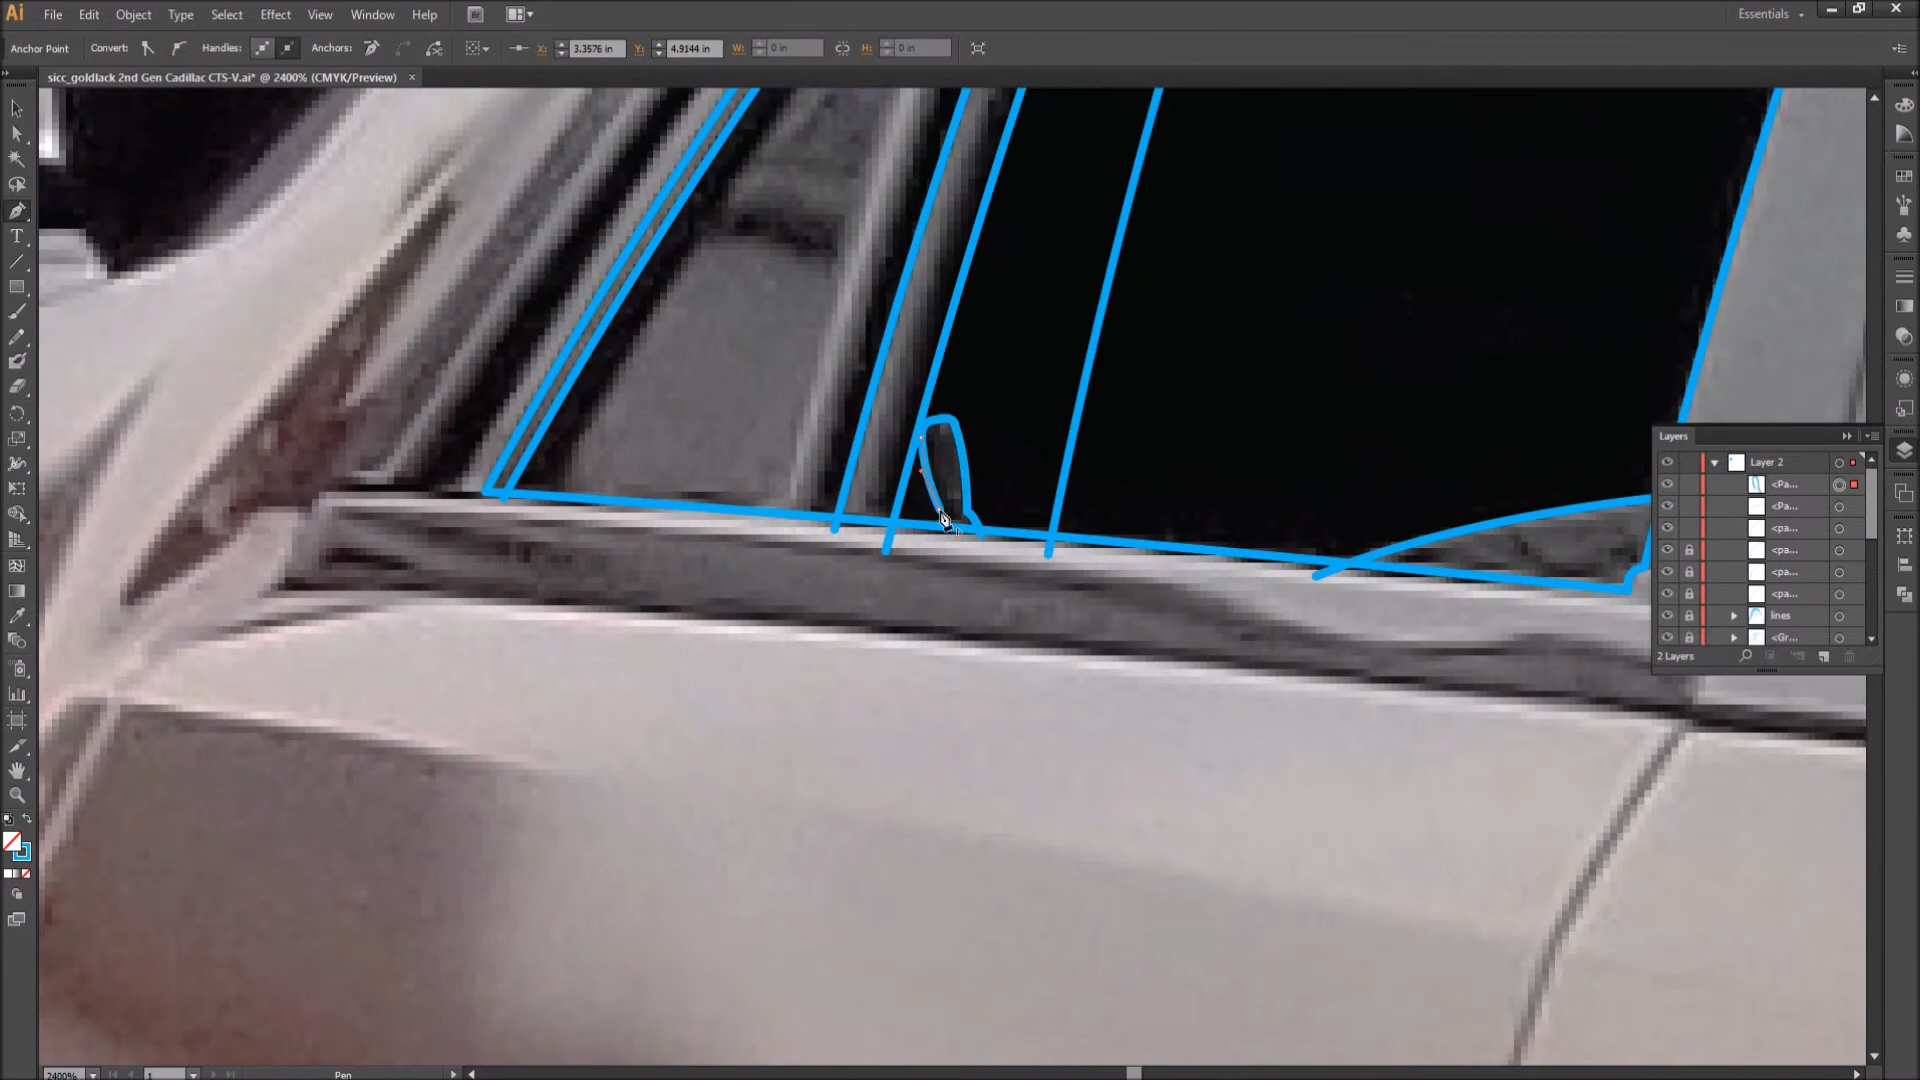 Ai File Edit Object Type Select Effect View Window Help Br Essentials
Anchor Point Convert: Handles: Anchors: X: 3.3576 in Y: 4.9144 in W: 0 in H: 0 in
sicc_goldlack 2nd Gen Cadillac CTS-V.ai* @ 2400% (CMYK/Preview) ×
T
Layers
Layer 2
<Pa...
<Pa...
<pa...
<pa...
<pa...
<pa...
lines
<Gr...
2 Layers
2400% 1 Pen